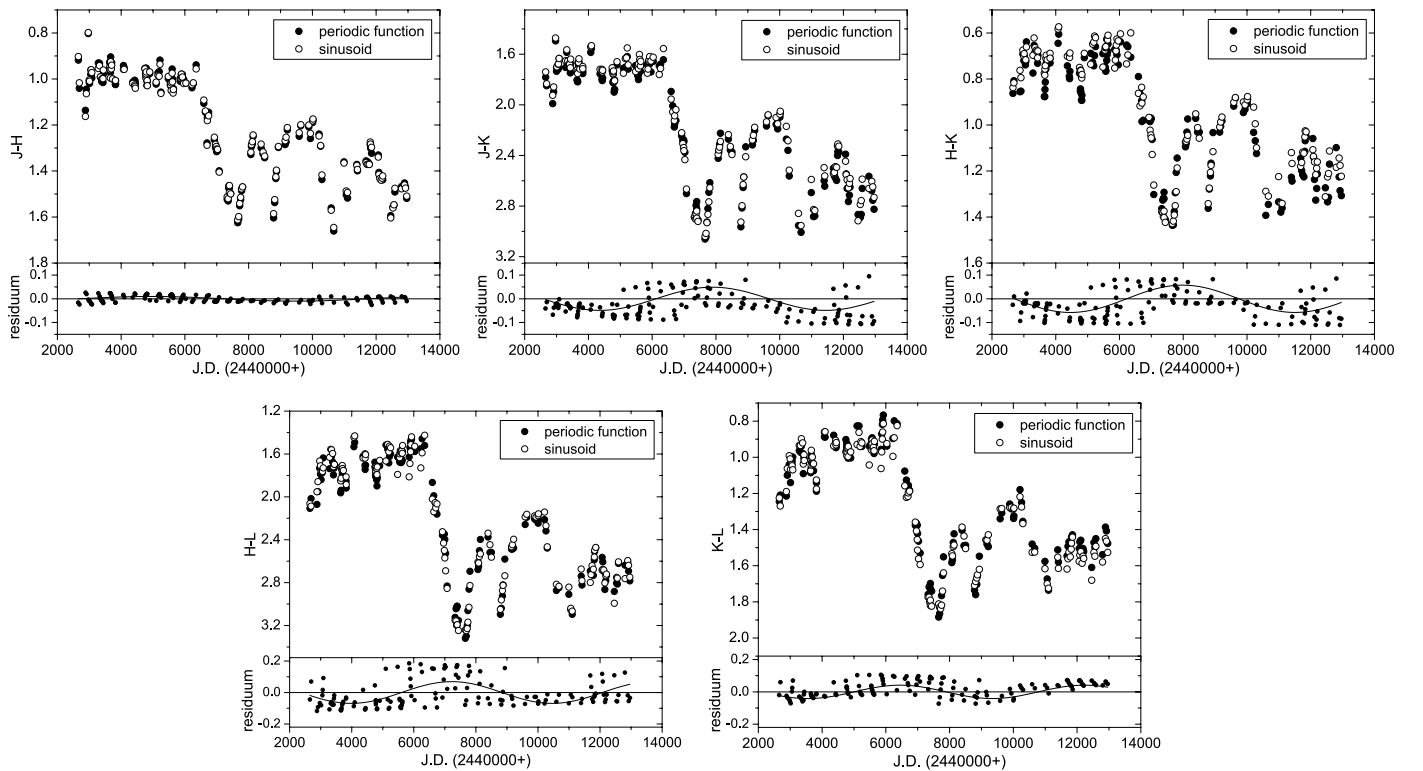 0.8
1.0
1.2
1.4
1.6
1.8
J-H
periodic function
sinusoid
0.1
0.0
-0.1
residuum
2000 4000 6000 8000 10000 12000 14000
J.D. (2440000+)
1.6
2.0
2.4
2.8
3.2
J-K
periodic function
sinusoid
0.1
0.0
-0.1
residuum
2000 4000 6000 8000 10000 12000 14000
J.D. (2440000+)
0.6
0.8
1.0
1.2
1.4
1.6
H-K
periodic function
sinusoid
0.1
0.0
-0.1
residuum
2000 4000 6000 8000 10000 12000 14000
J.D. (2440000+)
1.2
1.6
2.0
2.4
2.8
3.2
H-L
periodic function
sinusoid
0.2
0.0
-0.2
residuum
2000 4000 6000 8000 10000 12000 14000
J.D. (2440000+)
0.8
1.0
1.2
1.4
1.6
1.8
2.0
K-L
periodic function
sinusoid
0.2
0.0
-0.2
residuum
2000 4000 6000 8000 10000 12000 14000
J.D. (2440000+)